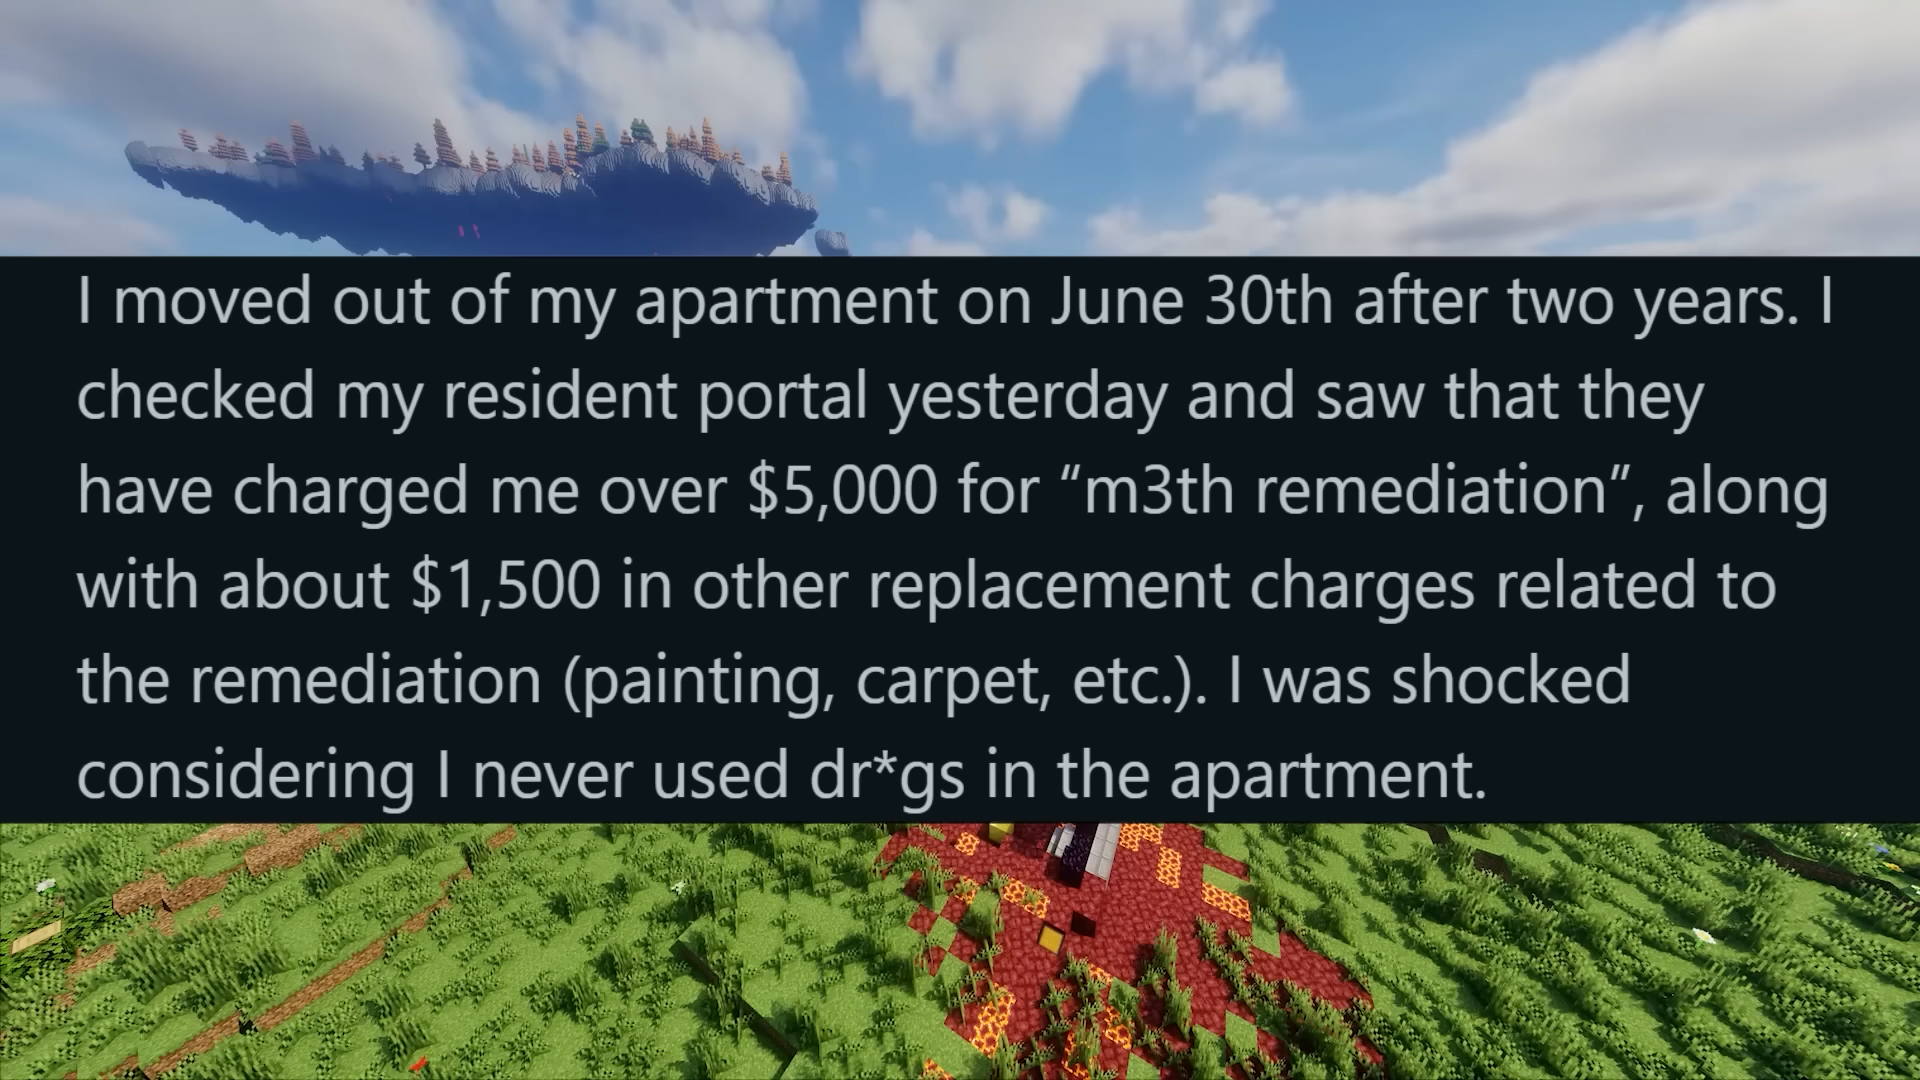 I moved out of my apartment on June 30th after two years. I
checked my resident portal yesterday and saw that they
have charged me over $5,000 for “m3th remediation”, along
with about $1,500 in other replacement charges related to
the remediation (painting, carpet, etc.). I was shocked
considering I never used dr*gs in the apartment.